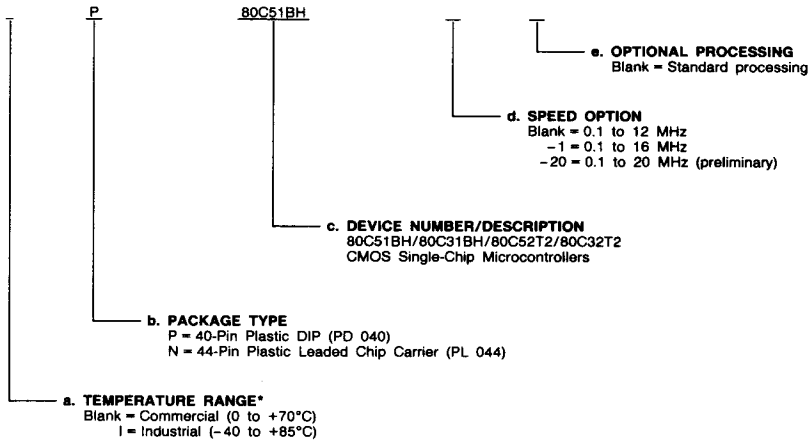 P 80C51BH
e. OPTIONAL PROCESSING
Blank = Standard processing
d. SPEED OPTION
Blank = 0.1 to 12 MHz
-1 = 0.1 to 16 MHz
-20 = 0.1 to 20 MHz (preliminary)
c. DEVICE NUMBER/DESCRIPTION
80C51BH/80C31BH/80C52T2/80C32T2
CMOS Single-Chip Microcontrollers
b. PACKAGE TYPE
P = 40-Pin Plastic DIP (PD 040)
N = 44-Pin Plastic Leaded Chip Carrier (PL 044)
a. TEMPERATURE RANGE*
Blank = Commercial (0 to +70°C)
I = Industrial (-40 to +85°C)